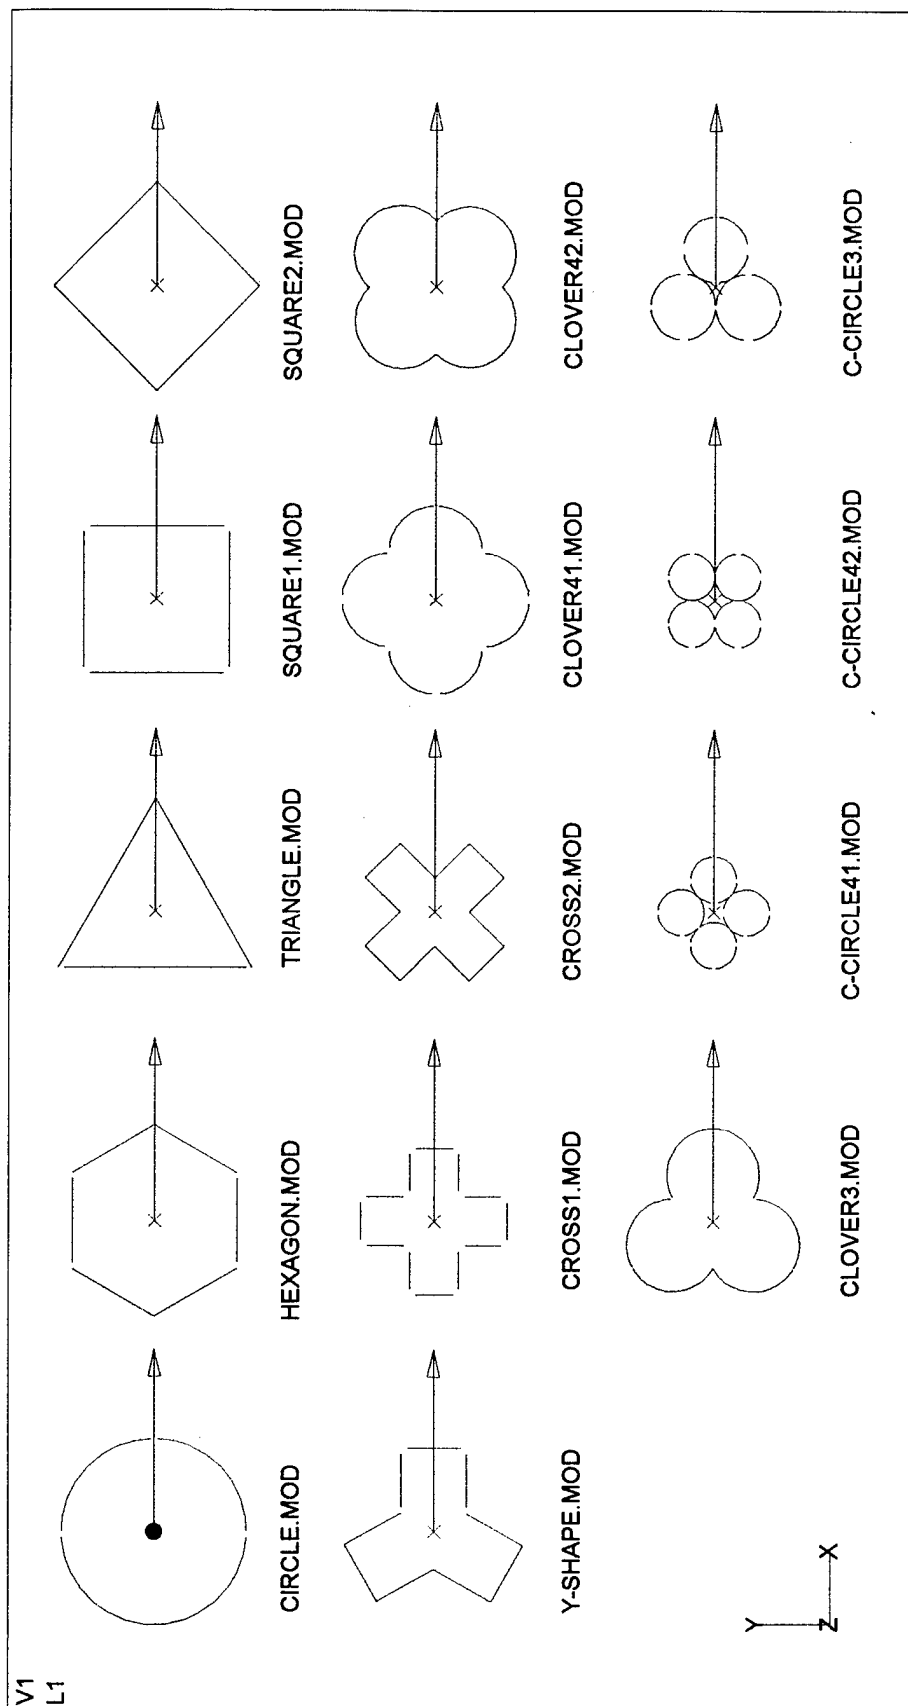 V1
L1
CIRCLE.MOD
HEXAGON.MOD
TRIANGLE.MOD
SQUARE1.MOD
SQUARE2.MOD
Y-SHAPE.MOD
CROSS1.MOD
CROSS2.MOD
CLOVER41.MOD
CLOVER42.MOD
CLOVER3.MOD
C-CIRCLE41.MOD
C-CIRCLE42.MOD
C-CIRCLE3.MOD
Y
Z X